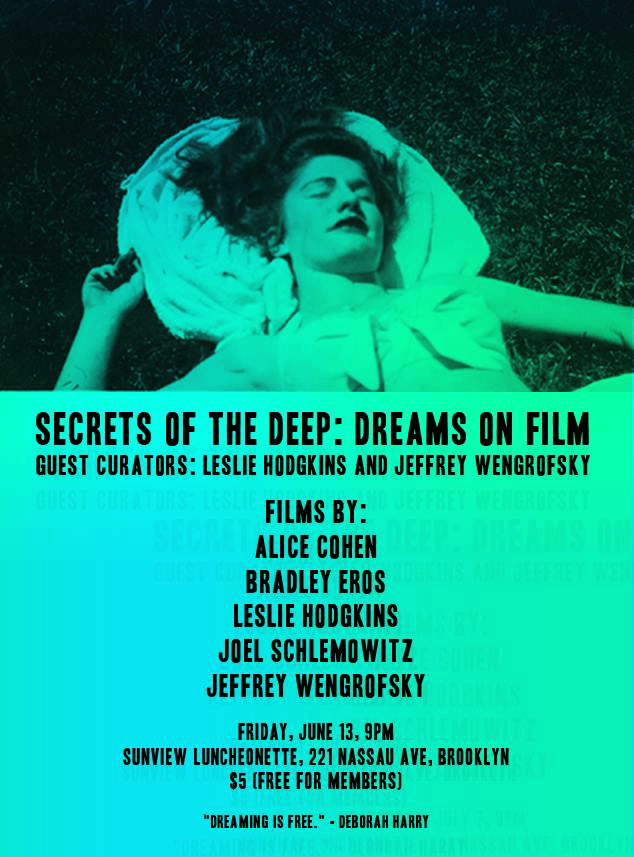 SECRETS OF THE DEEP: DREAMS ON FILM
GUEST CURATORS: LESLIE HODGKINS AND JEFFREY WENGROFSKY
FILMS BY:
ALICE COHEN
BRADLEY EROS
LESLIE HODGKINS
JOEL SCHLEMOWITZ
JEFFREY WENGROFSKY
FRIDAY, JUNE 13, 9PM
SUNVIEW LUNCHEONETTE, 221 NASSAU AVE, BROOKLYN
$5 (FREE FOR MEMBERS)
"DREAMING IS FREE." - DEBORAH HARRY